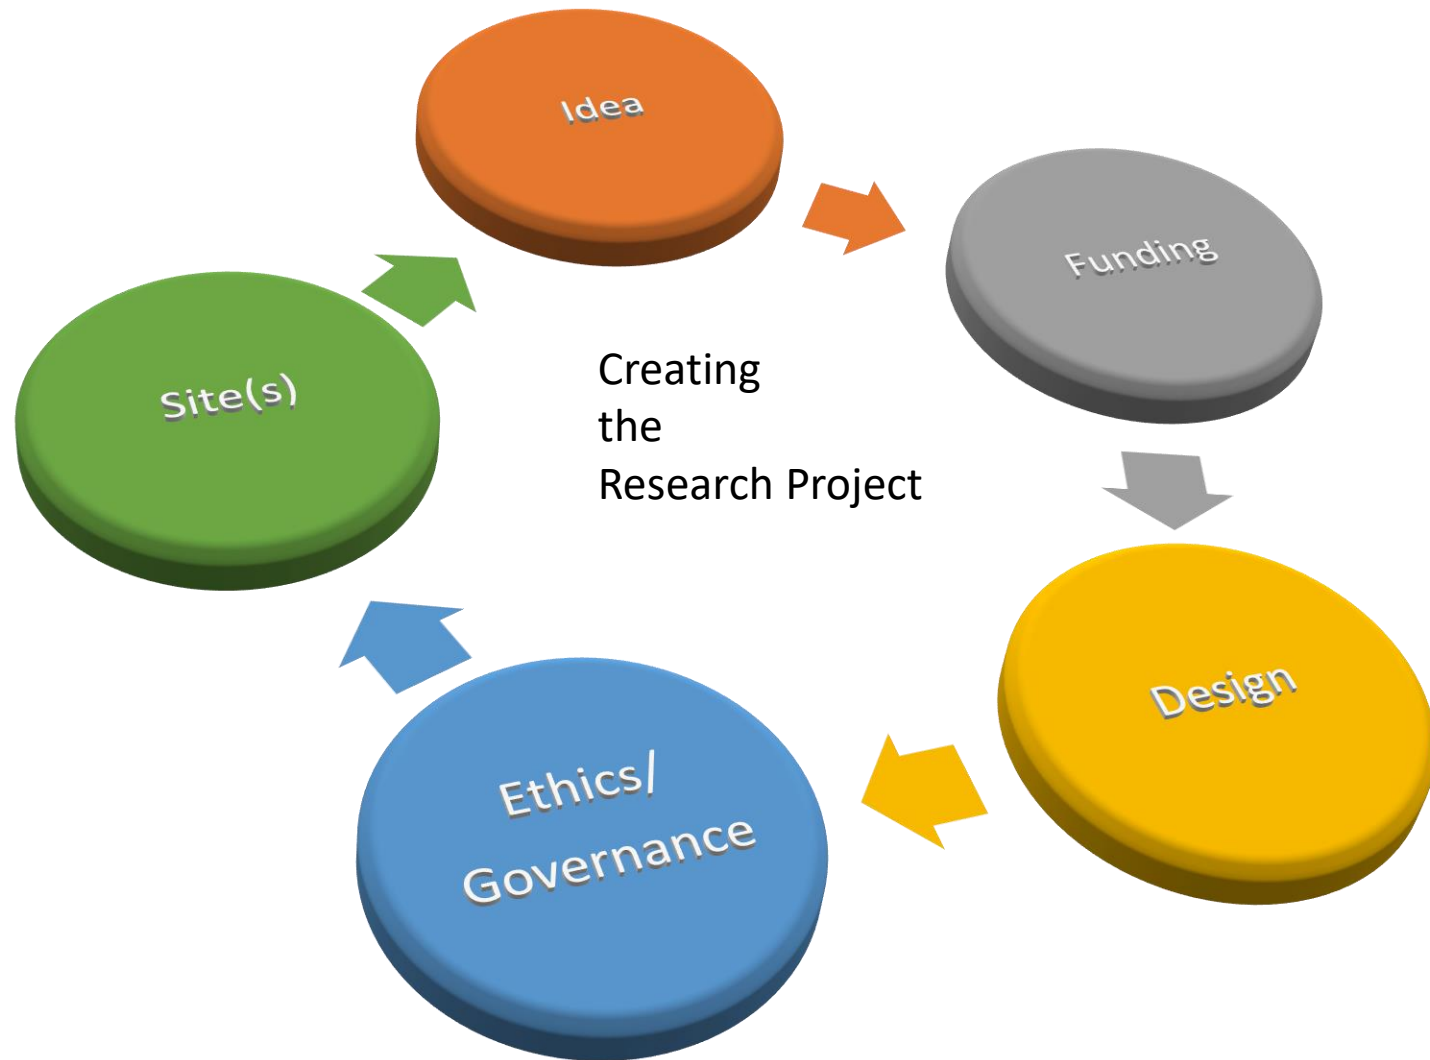 Idea
Funding
Site(s)
Creating
the
Research Project
Design
Ethics/
Governance